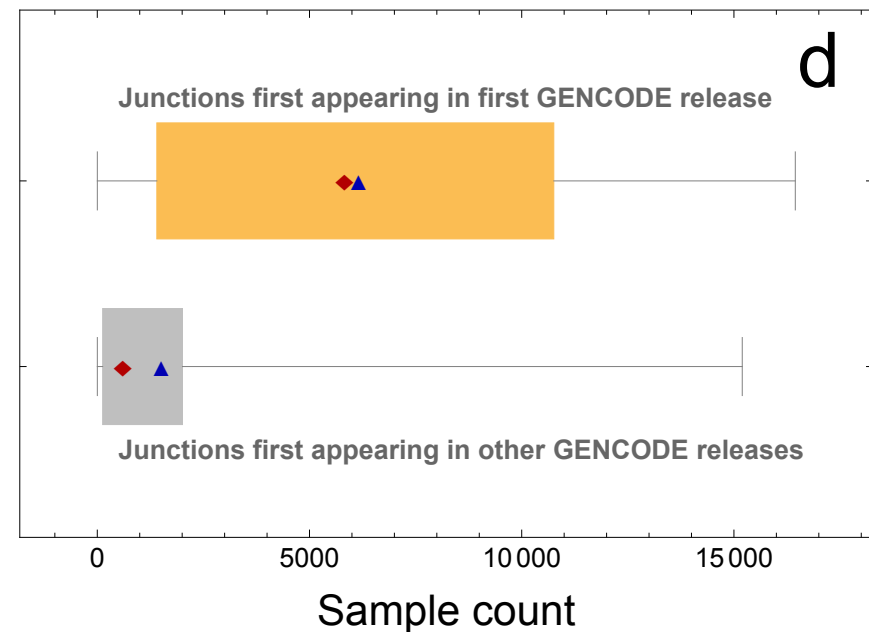 d
Junctions first appearing in first GENCODE release
Junctions first appearing in other GENCODE releases
0 5000 10 000 15 000
Sample count